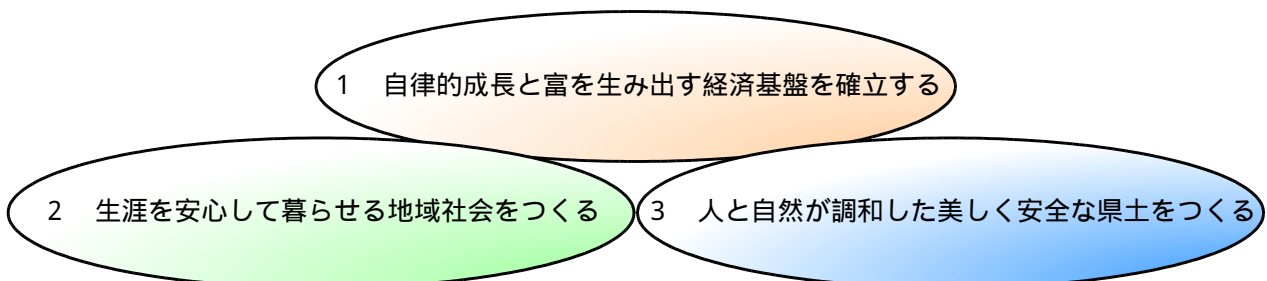 1　自律的成長と富を生み出す経済基盤を確立する
2　生涯を安心して暮らせる地域社会をつくる
3　人と自然が調和した美しく安全な県土をつくる